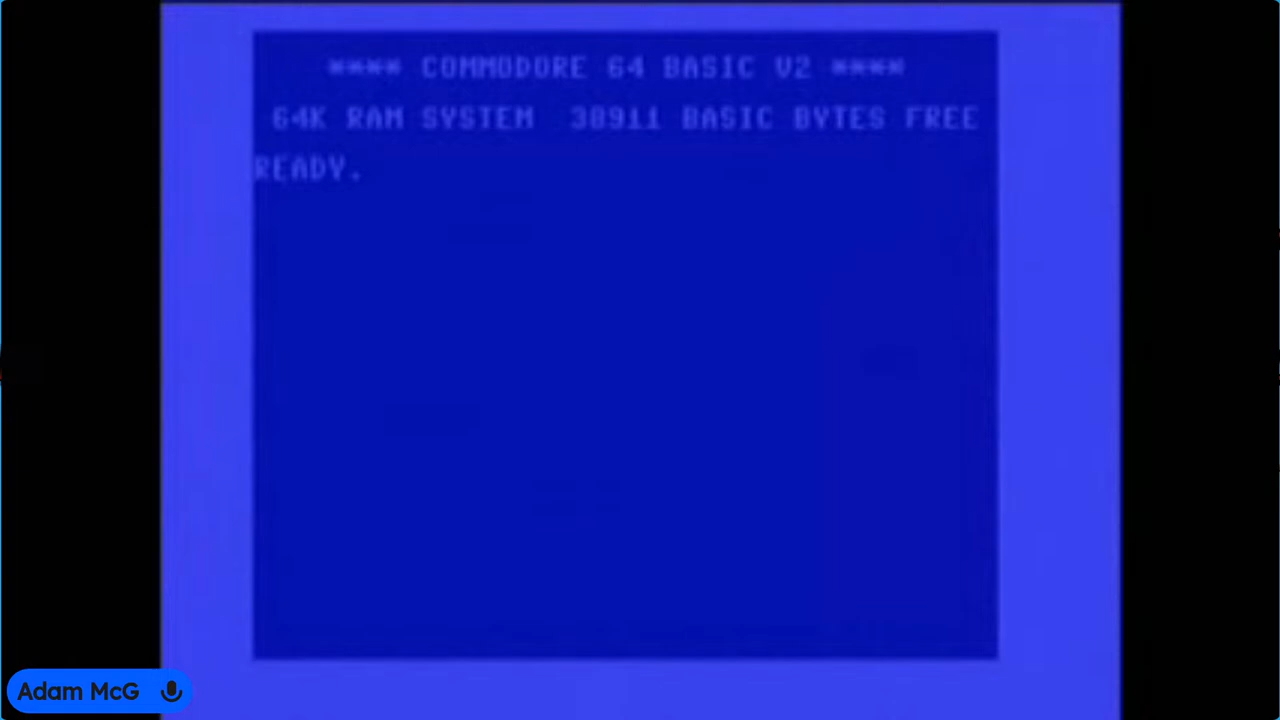 **** COMMODORE 64 BASIC V2 ****
64K RAM SYSTEM  38911 BASIC BYTES FREE
READY.
Adam McG